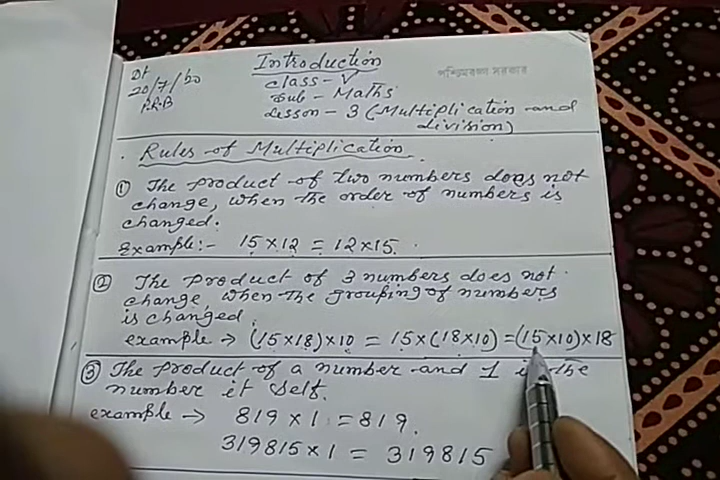 Introduction
Dt
20/7/20
P.R.B
পশ্চিমবঙ্গ সরকার
Class - V
Sub - Maths
Lesson - 3 (Multiplication and
division)
Rules of Multiplication
① The product of two numbers does not
change, when the order of numbers is
changed.
Example:- 15 × 12 = 12 × 15.
② The product of 3 numbers does not
change, when the grouping of numbers
is changed.
example → (15 × 18) × 10 = 15 × (18 × 10) = (15 × 10) × 18
③ The product of a number and 1 is the
number it self.
example → 819 × 1 = 819.
319815 × 1 = 319815